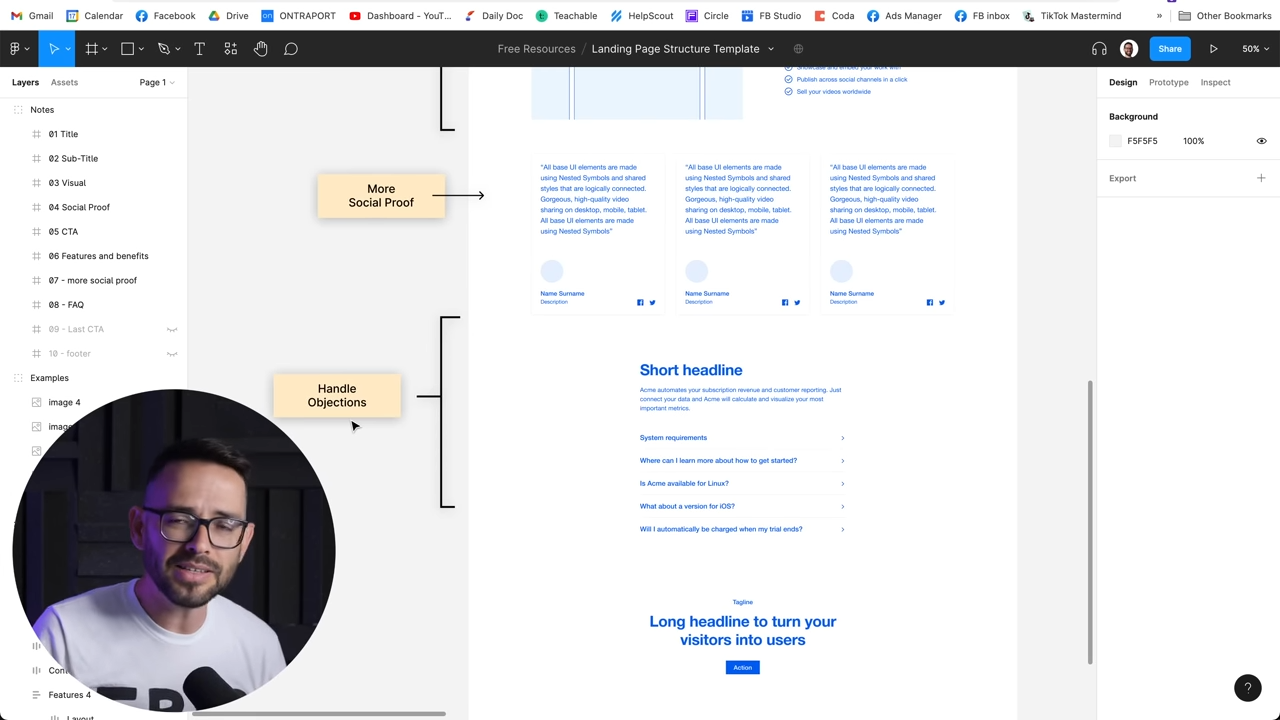 Gmail
Calendar
Facebook
Drive
on
ONTRAPORT
Dashboard - YouT...
Daily Doc
Teachable
HelpScout
Circle
FB Studio
Coda
Ads Manager
FB inbox
TikTok Mastermind
»
Other Bookmarks
Free Resources / Landing Page Structure Template
Share
50%
Layers
Assets
Page 1
Design
Prototype
Inspect
Notes
01 Title
02 Sub-Title
03 Visual
04 Social Proof
05 CTA
06 Features and benefits
07 - more social proof
08 - FAQ
09 - Last CTA
10 - footer
Examples
image 4
Features 4
Layout
More
Social Proof
Handle
Objections
Showcase and embed your work with
Publish across social channels in a click
Sell your videos worldwide
“All base UI elements are made
using Nested Symbols and shared
styles that are logically connected.
Gorgeous, high-quality video
sharing on desktop, mobile, tablet.
All base UI elements are made
using Nested Symbols”
Name Surname
Description
“All base UI elements are made
using Nested Symbols and shared
styles that are logically connected.
Gorgeous, high-quality video
sharing on desktop, mobile, tablet.
All base UI elements are made
using Nested Symbols”
Name Surname
Description
“All base UI elements are made
using Nested Symbols and shared
styles that are logically connected.
Gorgeous, high-quality video
sharing on desktop, mobile, tablet.
All base UI elements are made
using Nested Symbols”
Name Surname
Description
Short headline
Acme automates your subscription revenue and customer reporting. Just
connect your data and Acme will calculate and visualize your most
important metrics.
System requirements
Where can I learn more about how to get started?
Is Acme available for Linux?
What about a version for iOS?
Will I automatically be charged when my trial ends?
Tagline
Long headline to turn your
visitors into users
Action
Background
F5F5F5
100%
Export
?